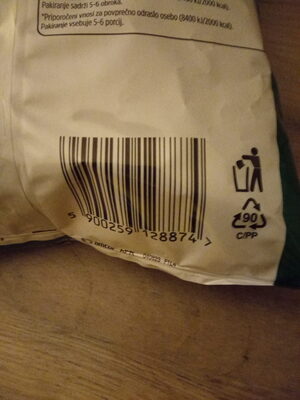 Pakiranje sadrži 5-6 obroka.
*Priporočeni vnosi za povprečno odraslo osebo (8400 kJ/2000 kcal).
Pakiranje vsebuje 5-6 porcij.
5 900259 128874 >
90
C/PP